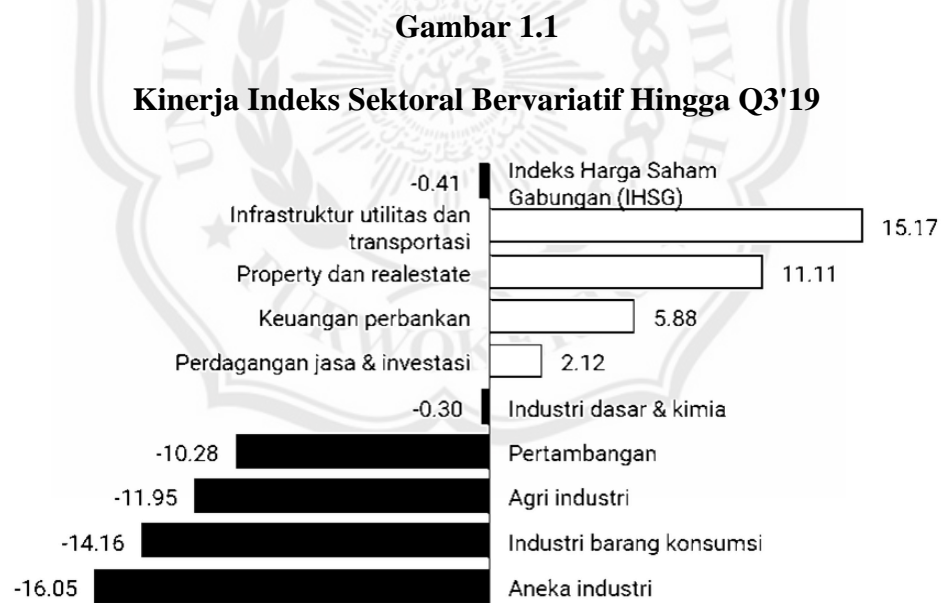 Gambar 1.1
Kinerja Indeks Sektoral Bervariatif Hingga Q3'19
-0.41 Indeks Harga Saham
Gabungan (IHSG)
Infrastruktur utilitas dan
transportasi 15.17
Property dan realestate 11.11
Keuangan perbankan 5.88
Perdagangan jasa & investasi 2.12
-0.30 Industri dasar & kimia
-10.28 Pertambangan
-11.95 Agri industri
-14.16 Industri barang konsumsi
-16.05 Aneka industri